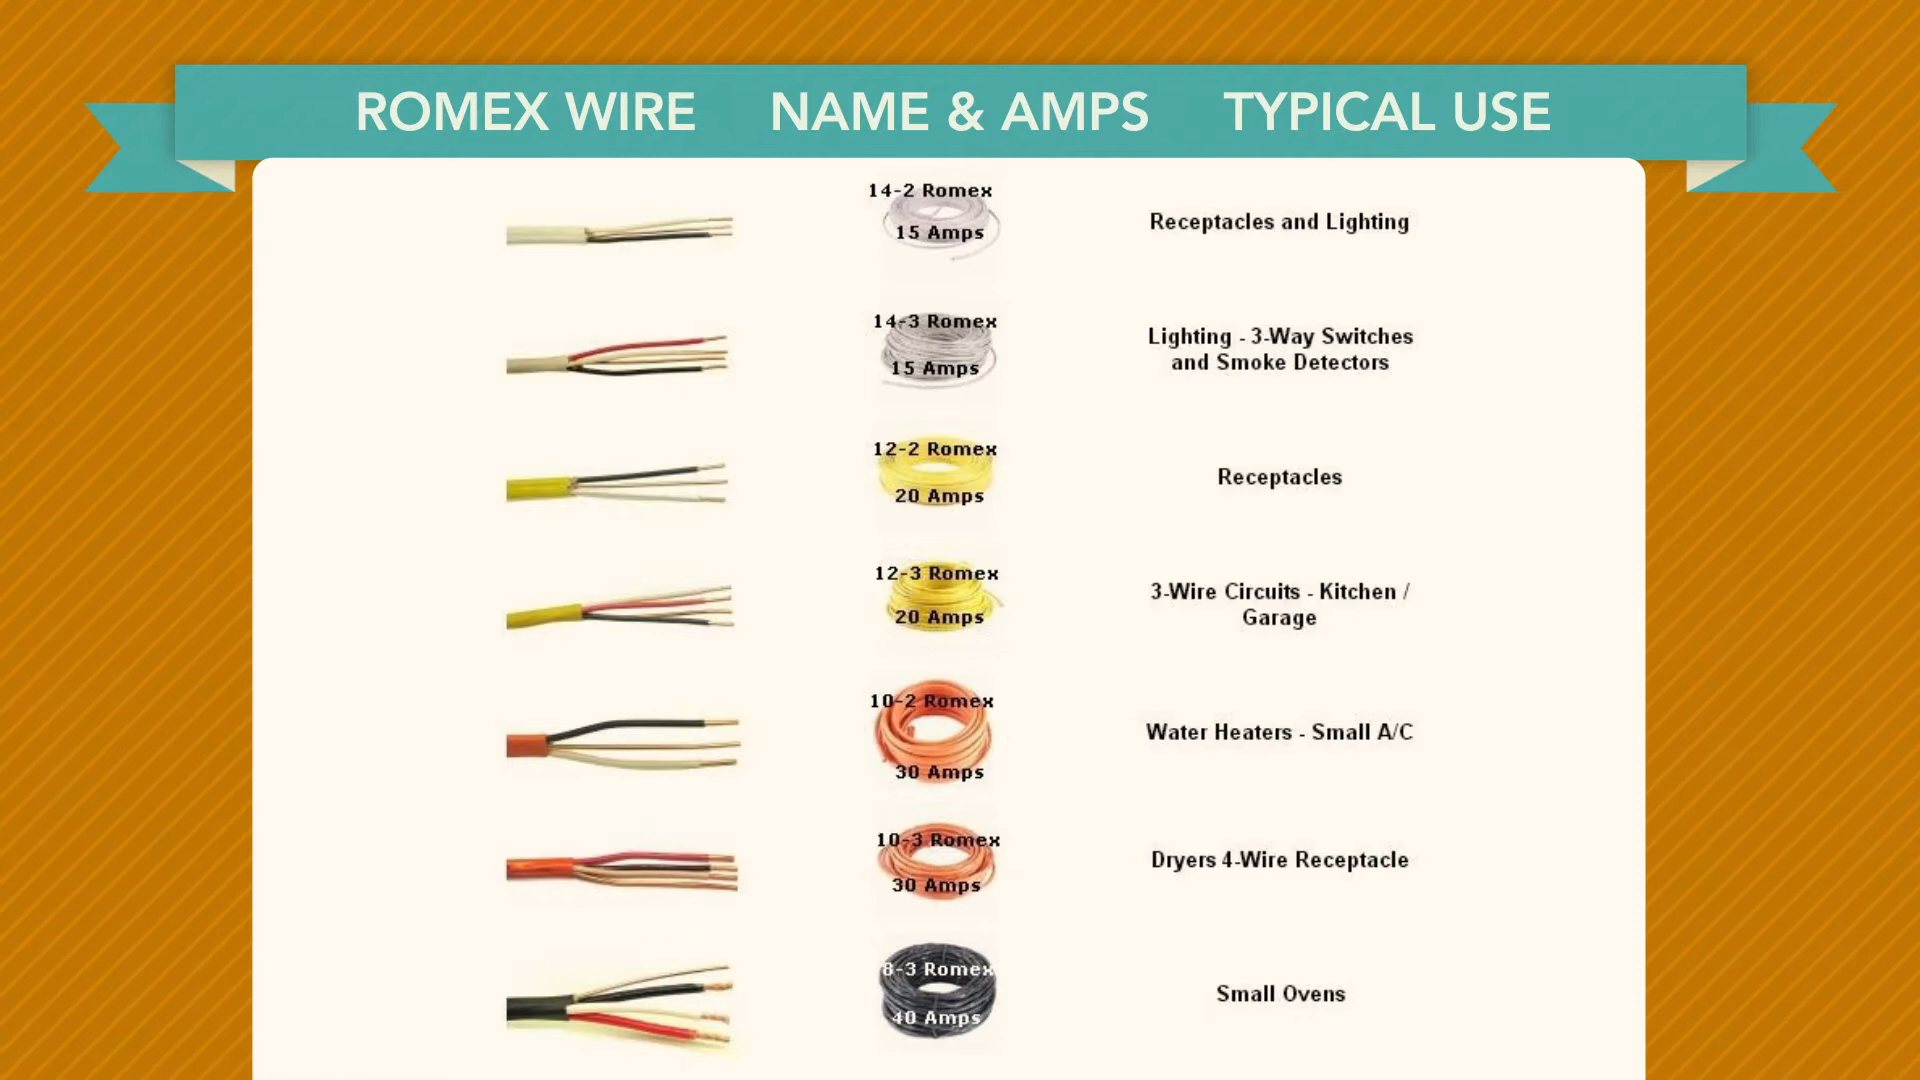 ROMEX WIRE NAME & AMPS TYPICAL USE
14-2 Romex
15 Amps
Receptacles and Lighting
14-3 Romex
15 Amps
Lighting - 3-Way Switches
and Smoke Detectors
12-2 Romex
20 Amps
Receptacles
12-3 Romex
20 Amps
3-Wire Circuits - Kitchen /
Garage
10-2 Romex
30 Amps
Water Heaters - Small A/C
10-3 Romex
30 Amps
Dryers 4-Wire Receptacle
8-3 Romex
40 Amps
Small Ovens